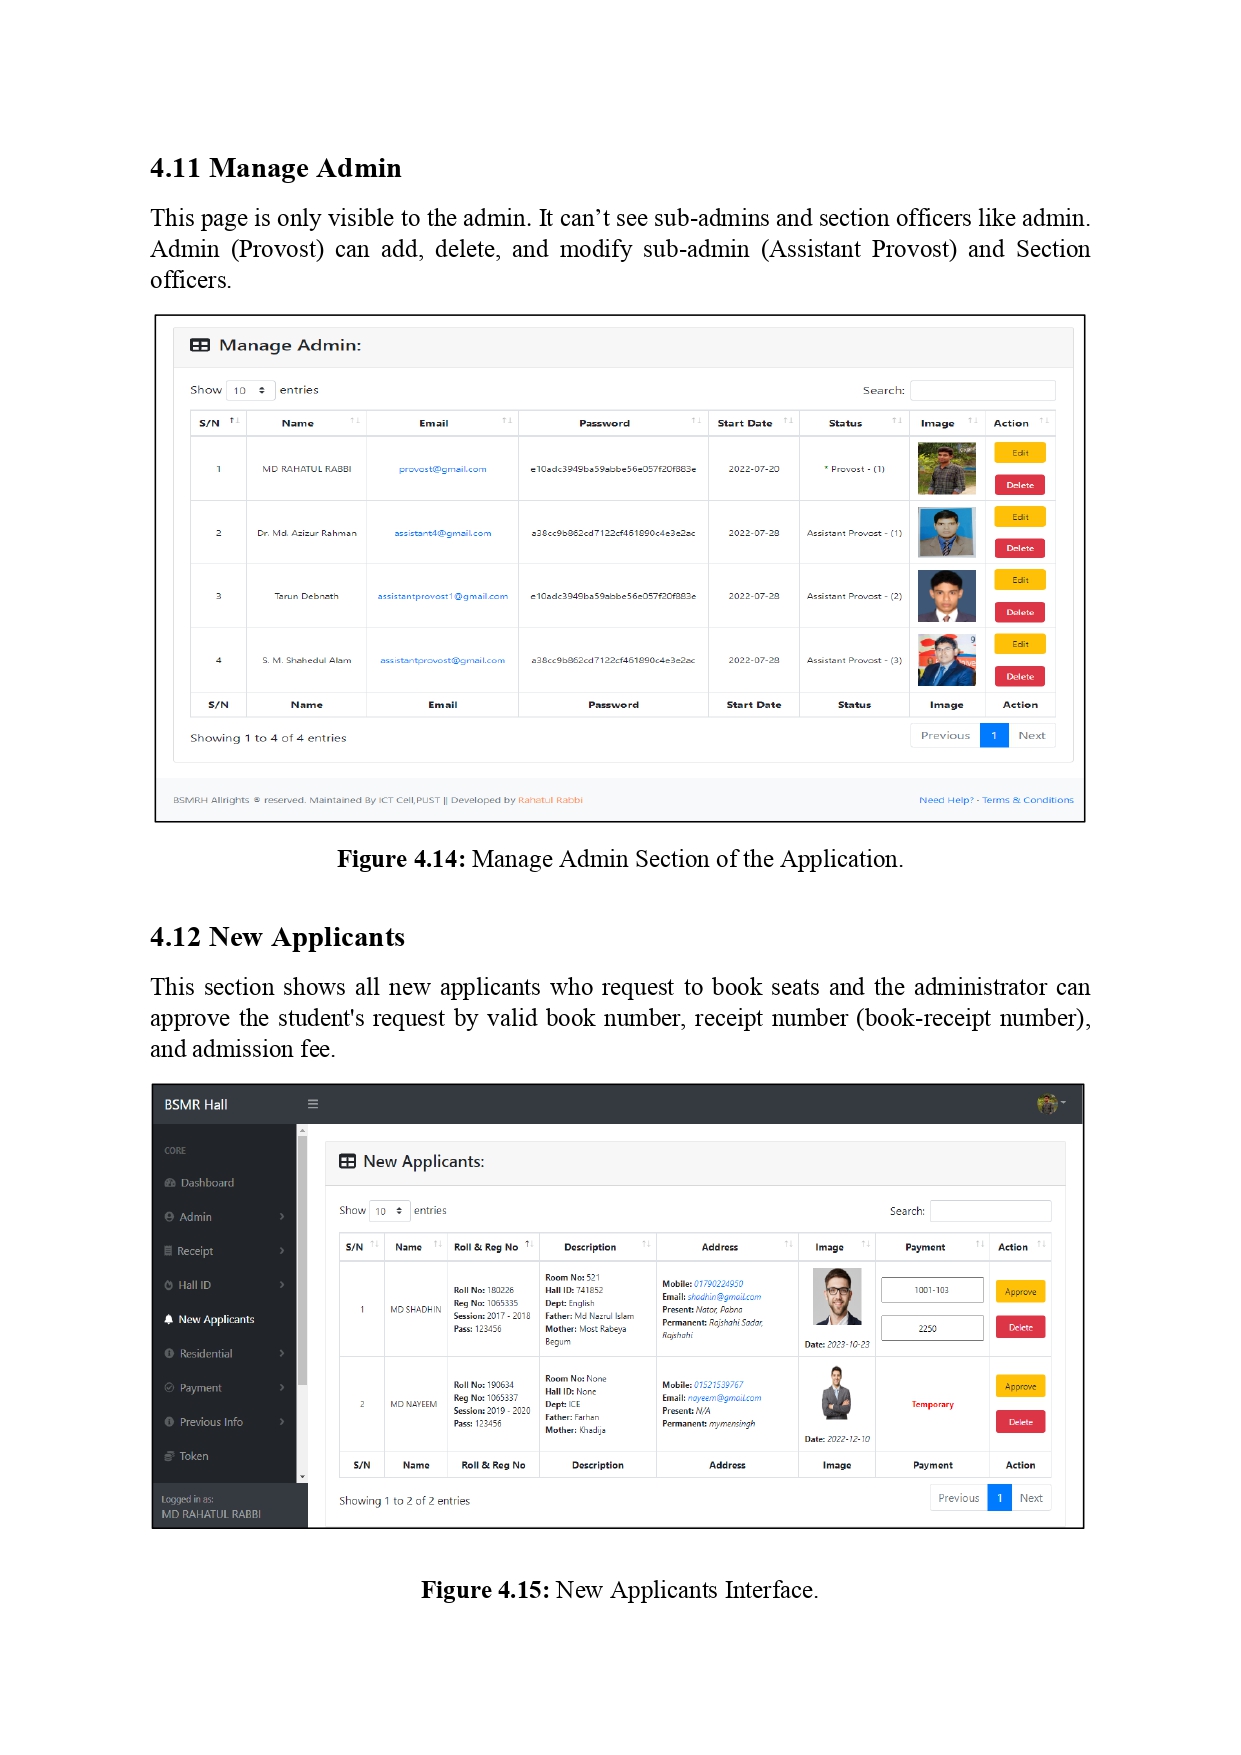 4.11 Manage Admin
This page is only visible to the admin. It can’t see sub-admins and section officers like admin.
Admin (Provost) can add, delete, and modify sub-admin (Assistant Provost) and Section
officers.
Manage Admin:
Show 10 entries Search:
S/N Name Email Password Start Date Status Image Action
1 MD RAHATUL RABBI provost@gmail.com e10adc3949ba59abbe56e057f20f883e 2022-07-20 * Provost - (1) Edit
Delete
2 Dr. Md. Azizur Rahman assistant4@gmail.com a38cc9b862cd7122cf461890c4e3e2ac 2022-07-28 Assistant Provost - (1) Edit
Delete
3 Tarun Debnath assistantprovost1@gmail.com e10adc3949ba59abbe56e057f20f883e 2022-07-28 Assistant Provost - (2) Edit
Delete
4 S. M. Shahedul Alam assistantprovost@gmail.com a38cc9b862cd7122cf461890c4e3e2ac 2022-07-28 Assistant Provost - (3) Edit
Delete
S/N Name Email Password Start Date Status Image Action
Showing 1 to 4 of 4 entries Previous 1 Next
BSMRH Allrights ® reserved. Maintained By ICT Cell,PUST || Developed by Rahatul Rabbi Need Help? · Terms & Conditions
Figure 4.14: Manage Admin Section of the Application.
4.12 New Applicants
This section shows all new applicants who request to book seats and the administrator can
approve the student's request by valid book number, receipt number (book-receipt number),
and admission fee.
BSMR Hall
CORE
Dashboard
Admin
Receipt
Hall ID
New Applicants
Residential
Payment
Previous Info
Token
Logged in as:
MD RAHATUL RABBI
New Applicants:
Show 10 entries Search:
S/N Name Roll & Reg No Description Address Image Payment Action
1 MD SHADHIN
Roll No: 180226
Reg No: 1065335
Session: 2017 - 2018
Pass: 123456
Room No: 521
Hall ID: 741852
Dept: English
Father: Md Nazrul Islam
Mother: Most Rabeya
Begum
Mobile: 01790224950
Email: shadhin@gmail.com
Present: Nator, Pabna
Permanent: Rajshahi Sadar,
Rajshahi
Date: 2023-10-23
1001-103
2250
Approve
Delete
2 MD NAYEEM
Roll No: 190634
Reg No: 1065337
Session: 2019 - 2020
Pass: 123456
Room No: None
Hall ID: None
Dept: ICE
Father: Farhan
Mother: Khadija
Mobile: 01521539767
Email: nayeem@gmail.com
Present: N/A
Permanent: mymensingh
Date: 2022-12-10
Temporary
Approve
Delete
S/N Name Roll & Reg No Description Address Image Payment Action
Showing 1 to 2 of 2 entries Previous 1 Next
Figure 4.15: New Applicants Interface.